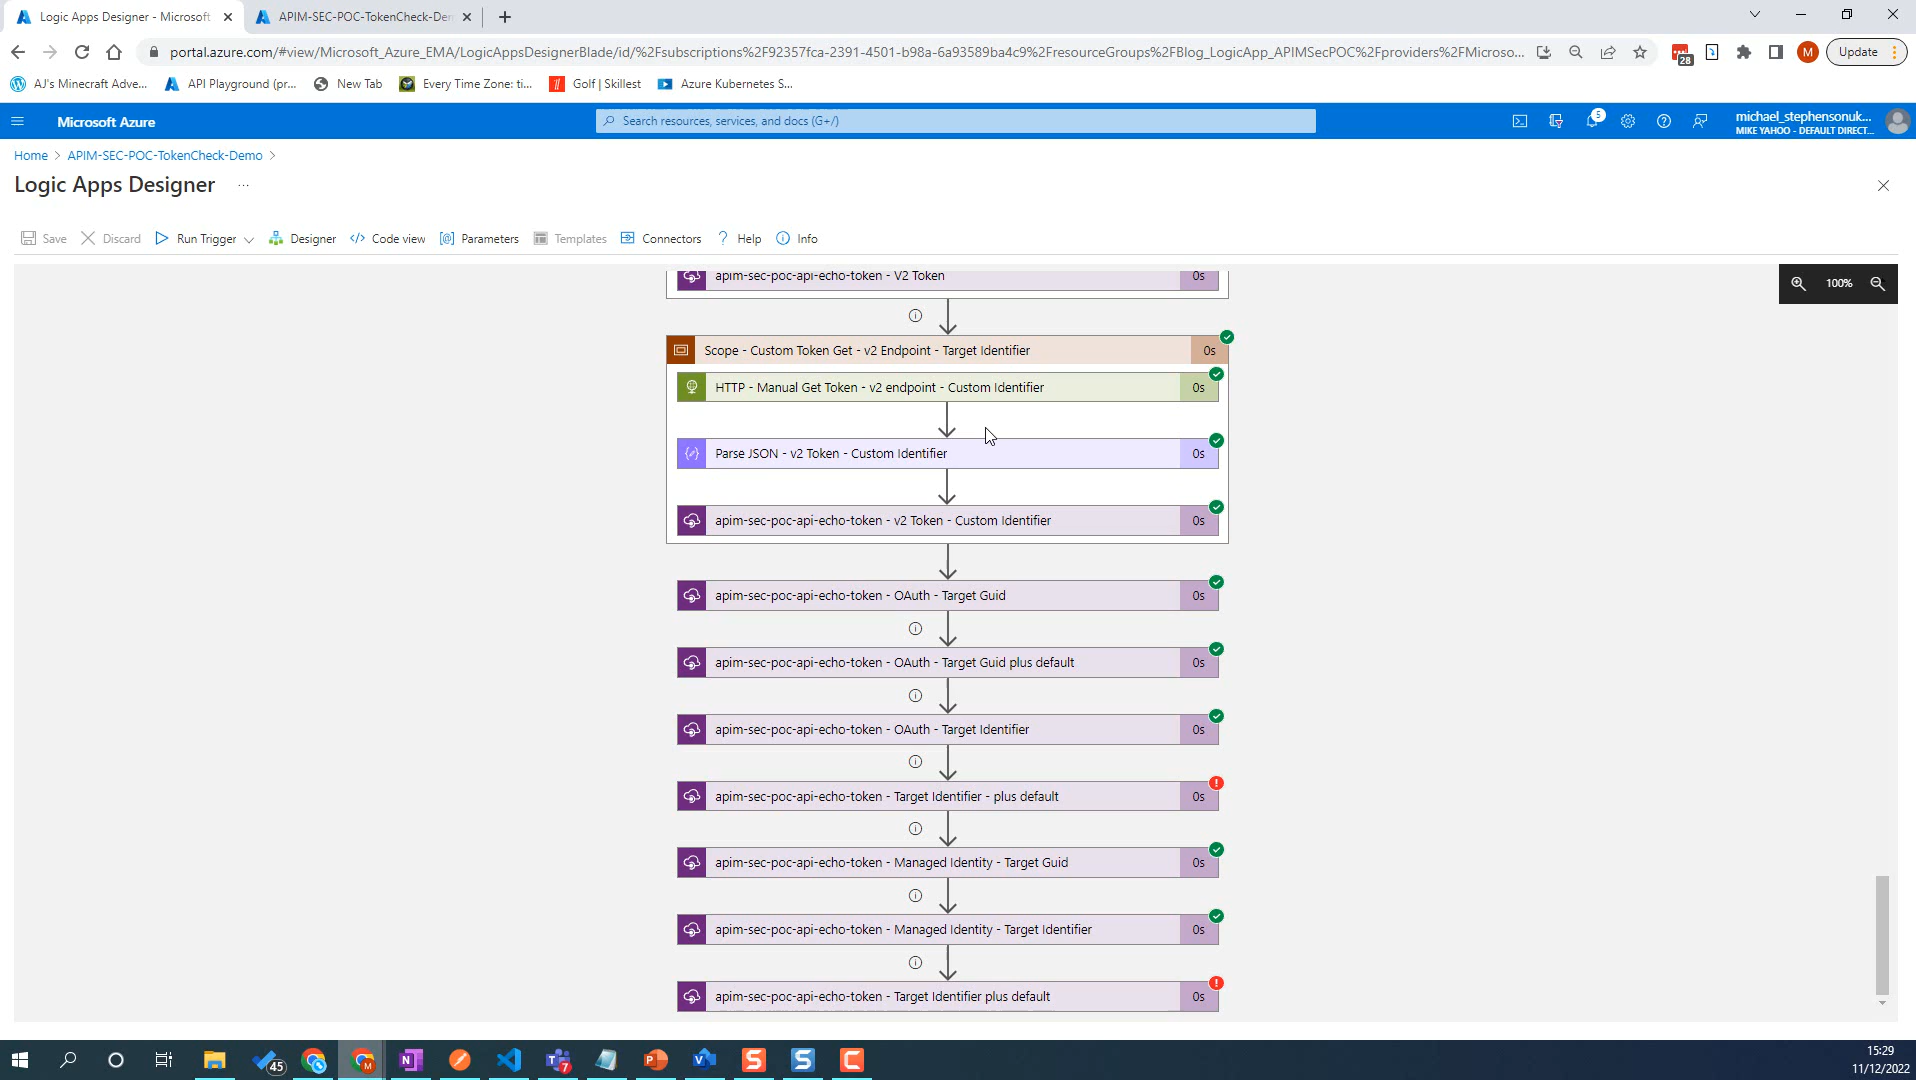 Logic Apps Designer - Microsoft
APIM-SEC-POC-TokenCheck-Der
portal.azure.com/#view/Microsoft_Azure_EMA/LogicAppsDesignerBlade/id/%2Fsubscriptions%2F92357fca-2391-4501-b98a-6a93589ba4c9%2FresourceGroups%2FBlog_LogicApp_APIMSecPOC%2Fproviders%2FMicroso...
28
M
Update
AJ's Minecraft Adve...
API Playground (pr...
New Tab
Every Time Zone: ti...
Golf | Skillest
Azure Kubernetes S...
Microsoft Azure
Search resources, services, and docs (G+/)
5
michael_stephensonuk...
MIKE YAHOO - DEFAULT DIRECT...
Home > APIM-SEC-POC-TokenCheck-Demo >
Logic Apps Designer ...
Save
Discard
Run Trigger
Designer
Code view
Parameters
Templates
Connectors
Help
Info
100%
apim-sec-poc-api-echo-token - V2 Token 0s
Scope - Custom Token Get - v2 Endpoint - Target Identifier 0s
HTTP - Manual Get Token - v2 endpoint - Custom Identifier 0s
Parse JSON - v2 Token - Custom Identifier 0s
apim-sec-poc-api-echo-token - v2 Token - Custom Identifier 0s
apim-sec-poc-api-echo-token - OAuth - Target Guid 0s
apim-sec-poc-api-echo-token - OAuth - Target Guid plus default 0s
apim-sec-poc-api-echo-token - OAuth - Target Identifier 0s
apim-sec-poc-api-echo-token - Target Identifier - plus default 0s
apim-sec-poc-api-echo-token - Managed Identity - Target Guid 0s
apim-sec-poc-api-echo-token - Managed Identity - Target Identifier 0s
apim-sec-poc-api-echo-token - Target Identifier plus default 0s
45
7
15:29
11/12/2022